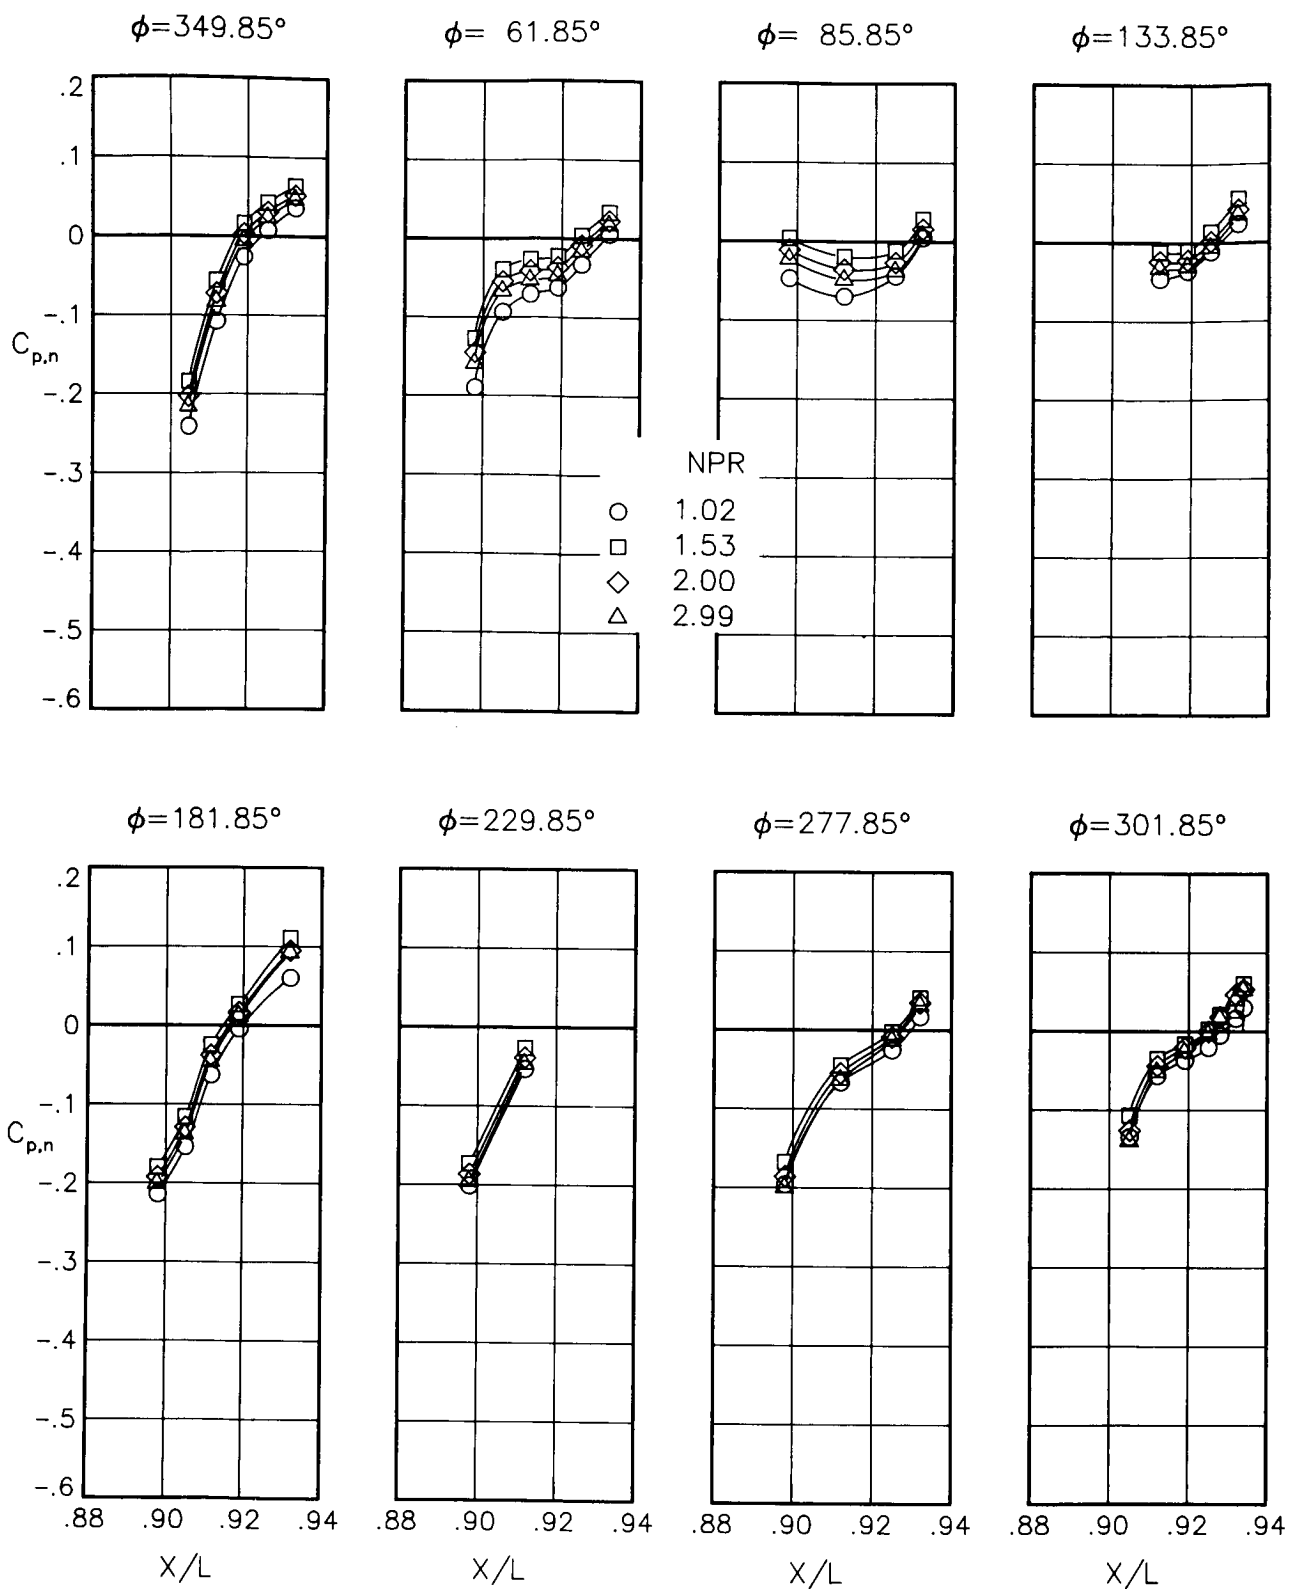 ϕ=349.85°
ϕ= 61.85°
ϕ= 85.85°
ϕ=133.85°
.2
.1
0
-.1
C_{p,n}
-.2
-.3
-.4
-.5
-.6
NPR
1.02
1.53
2.00
2.99
ϕ=181.85°
ϕ=229.85°
ϕ=277.85°
ϕ=301.85°
.2
.1
0
-.1
C_{p,n}
-.2
-.3
-.4
-.5
-.6
.88 .90 .92 .94
.88 .90 .92 .94
.88 .90 .92 .94
.88 .90 .92 .94
X/L
X/L
X/L
X/L